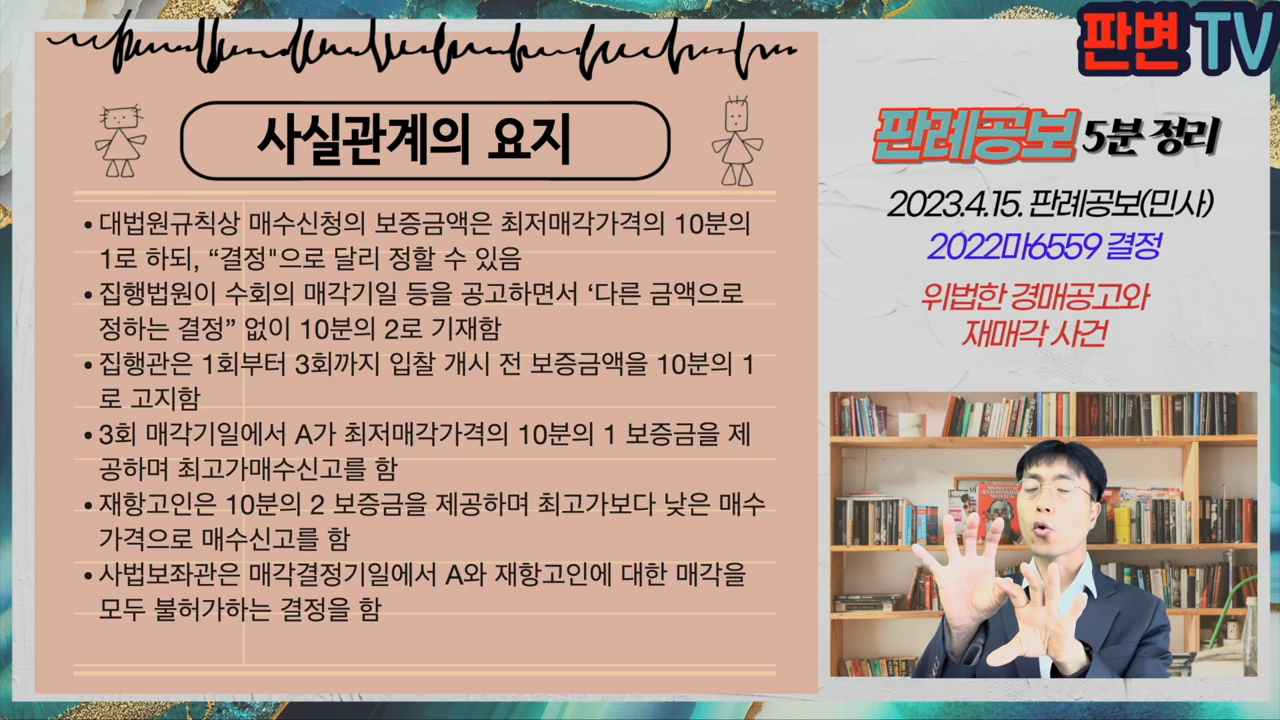 판변 TV
사실관계의 요지
• 대법원규칙상 매수신청의 보증금액은 최저매각가격의 10분의
1로 하되, “결정"으로 달리 정할 수 있음
• 집행법원이 수회의 매각기일 등을 공고하면서 ‘다른 금액으로
정하는 결정” 없이 10분의 2로 기재함
• 집행관은 1회부터 3회까지 입찰 개시 전 보증금액을 10분의 1
로 고지함
• 3회 매각기일에서 A가 최저매각가격의 10분의 1 보증금을 제
공하며 최고가매수신고를 함
• 재항고인은 10분의 2 보증금을 제공하며 최고가보다 낮은 매수
가격으로 매수신고를 함
• 사법보좌관은 매각결정기일에서 A와 재항고인에 대한 매각을
모두 불허가하는 결정을 함
판례공보 5분 정리
2023.4.15. 판례공보(민사)
2022마6559 결정
위법한 경매공고와
재매각 사건